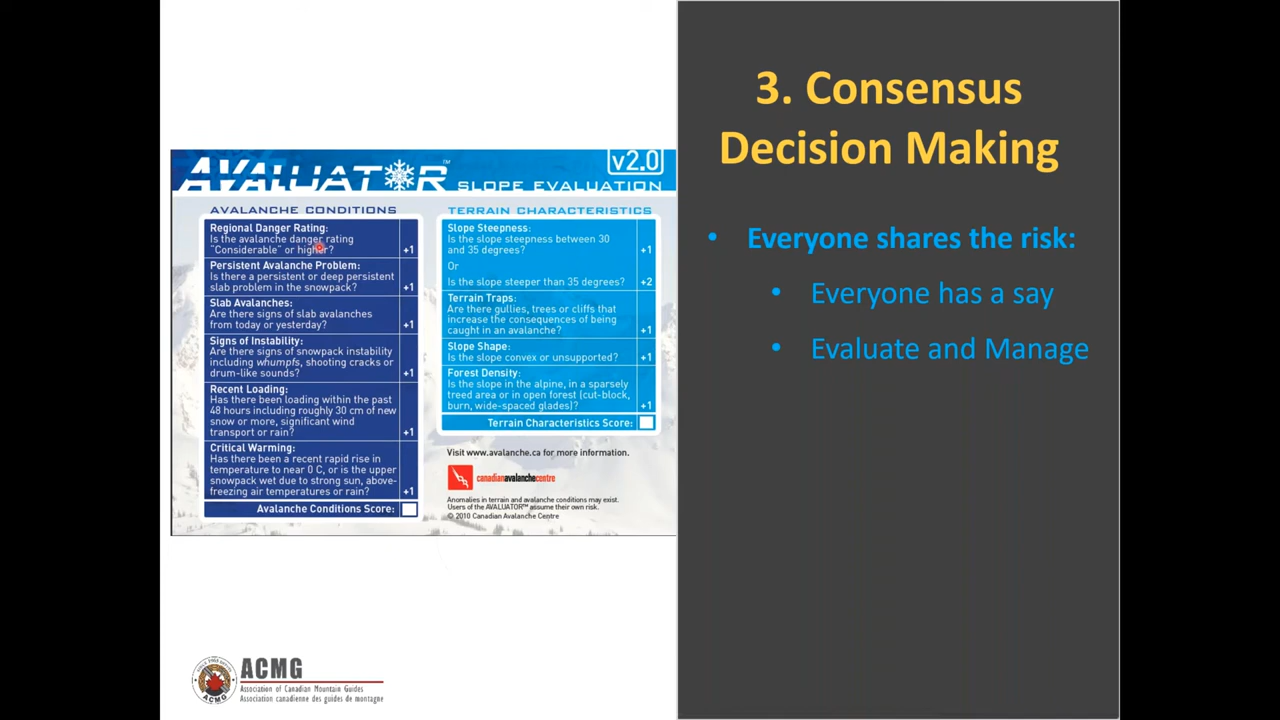 AVALUATOR™ SLOPE EVALUATION v2.0
AVALANCHE CONDITIONS
Regional Danger Rating:
Is the avalanche danger rating
"Considerable" or higher? +1
Persistent Avalanche Problem:
Is there a persistent or deep persistent
slab problem in the snowpack? +1
Slab Avalanches:
Are there signs of slab avalanches
from today or yesterday? +1
Signs of Instability:
Are there signs of snowpack instability
including whumpfs, shooting cracks or
drum-like sounds? +1
Recent Loading:
Has there been loading within the past
48 hours including roughly 30 cm of new
snow or more, significant wind
transport or rain? +1
Critical Warming:
Has there been a recent rapid rise in
temperature to near 0 C, or is the upper
snowpack wet due to strong sun, above-
freezing air temperatures or rain? +1
Avalanche Conditions Score:
TERRAIN CHARACTERISTICS
Slope Steepness:
Is the slope steepness between 30
and 35 degrees? +1
Or
Is the slope steeper than 35 degrees? +2
Terrain Traps:
Are there gullies, trees or cliffs that
increase the consequences of being
caught in an avalanche? +1
Slope Shape:
Is the slope convex or unsupported? +1
Forest Density:
Is the slope in the alpine, in a sparsely
treed area or in open forest (cut-block,
burn, wide-spaced glades)? +1
Terrain Characteristics Score:
Visit www.avalanche.ca for more information.
canadianavalanchecentre
Anomalies in terrain and avalanche conditions may exist.
Users of the AVALUATOR™ assume their own risk.
© 2010 Canadian Avalanche Centre
ACMG
Association of Canadian Mountain Guides
Association canadienne des guides de montagne
ACMG
3. Consensus
Decision Making
• Everyone shares the risk:
• Everyone has a say
• Evaluate and Manage